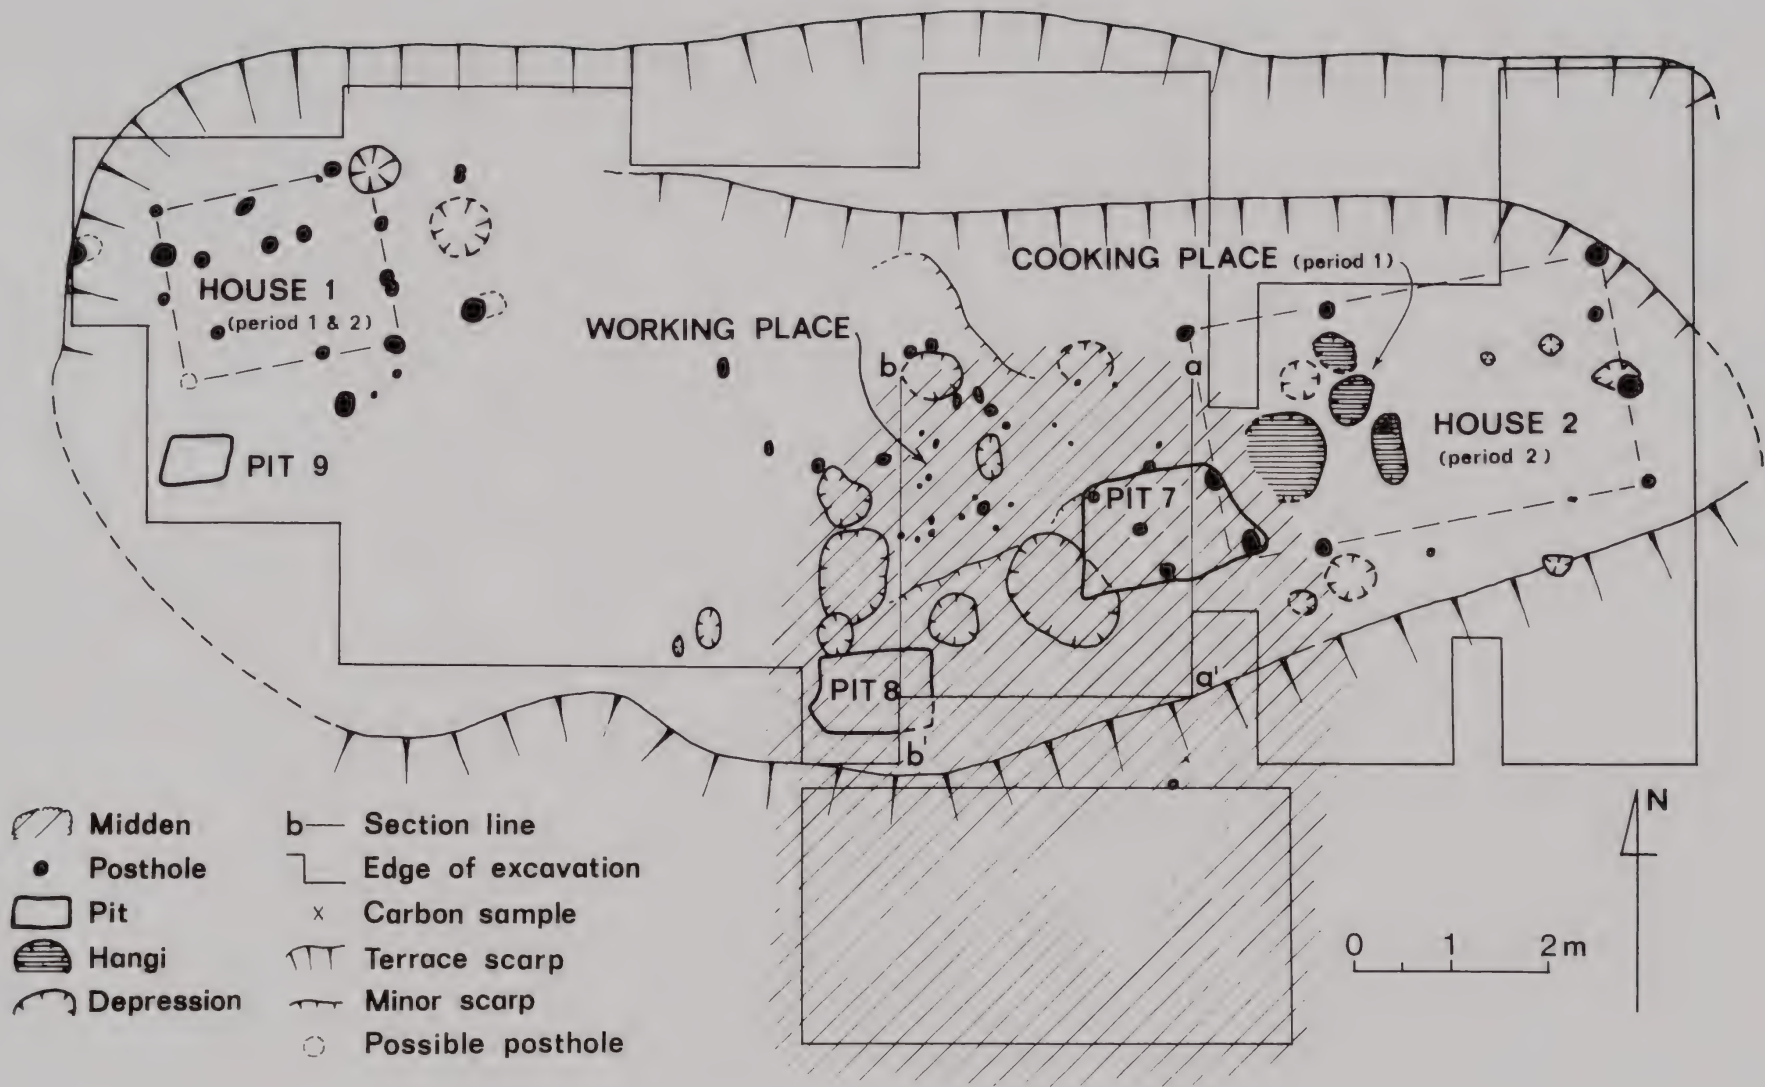 COOKING PLACE (period 1)
HOUSE 1
(period 1 & 2)
WORKING PLACE
b
a
HOUSE 2
(period 2)
PIT 9
PIT 7
PIT 8
a'
b'
Midden
Posthole
Pit
Hangi
Depression
b Section line
Edge of excavation
x Carbon sample
Terrace scarp
Minor scarp
Possible posthole
N
0 1 2 m